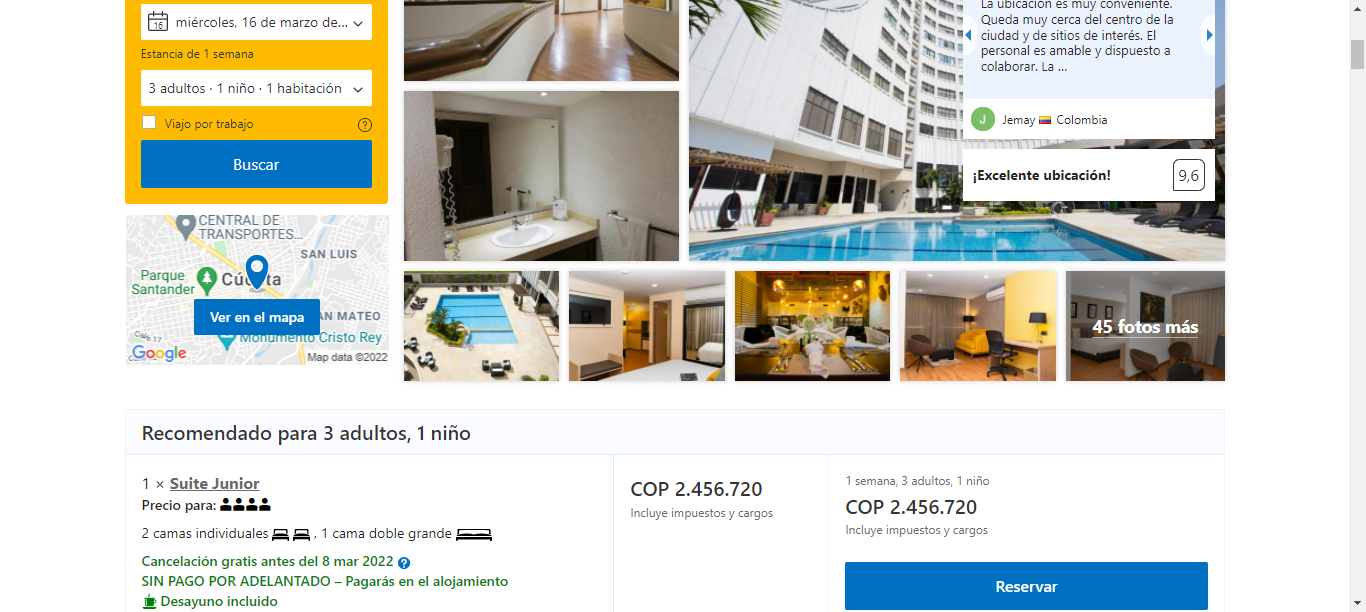 16
miércoles, 16 de marzo de...
Estancia de 1 semana
3 adultos · 1 niño · 1 habitación
Viajo por trabajo
?
Buscar
CENTRAL DE
TRANSPORTES...
SAN LUIS
Parque
Santander
Cúcuta
Ver en el mapa
AN MATEO
Monumento Cristo Rey
Google
Map data ©2022
La ubicación es muy conveniente.
Queda muy cerca del centro de la
ciudad y de sitios de interés. El
personal es amable y dispuesto a
colaborar. La ...
J
Jemay Colombia
¡Excelente ubicación!
9,6
45 fotos más
Recomendado para 3 adultos, 1 niño
1 × Suite Junior
Precio para:
2 camas individuales , 1 cama doble grande
Cancelación gratis antes del 8 mar 2022 ?
SIN PAGO POR ADELANTADO – Pagarás en el alojamiento
Desayuno incluido
COP 2.456.720
Incluye impuestos y cargos
1 semana, 3 adultos, 1 niño
COP 2.456.720
Incluye impuestos y cargos
Reservar